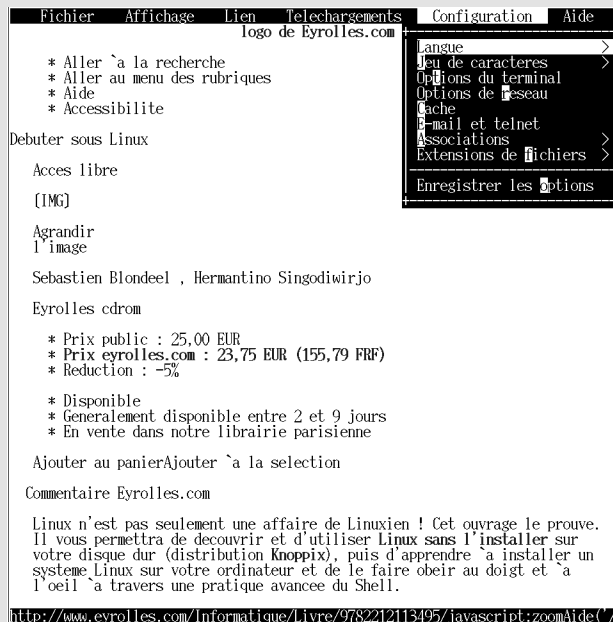 Fichier Affichage Lien Telechargements Configuration Aide
logo de Eyrolles.com
Langue >
Jeu de caracteres >
Options du terminal
Options de reseau
Cache
E-mail et telnet
Associations >
Extensions de fichiers >
Enregistrer les options
* Aller `a la recherche
* Aller au menu des rubriques
* Aide
* Accessibilite
Debuter sous Linux
Acces libre
[IMG]
Agrandir
l'image
Sebastien Blondeel , Hermantino Singodiwirjo
Eyrolles cdrom
* Prix public : 25,00 EUR
* Prix eyrolles.com : 23,75 EUR (155,79 FRF)
* Reduction : -5%
* Disponible
* Generalement disponible entre 2 et 9 jours
* En vente dans notre librairie parisienne
Ajouter au panierAjouter `a la selection
Commentaire Eyrolles.com
Linux n'est pas seulement une affaire de Linuxien ! Cet ouvrage le prouve.
Il vous permettra de decouvrir et d'utiliser Linux sans l'installer sur
votre disque dur (distribution Knoppix), puis d'apprendre `a installer un
systeme Linux sur votre ordinateur et de le faire obeir au doigt et `a
l'oeil `a travers une pratique avancee du Shell.
http://www.eyrolles.com/Informatique/Livre/9782212113495/javascript:zoomAide('/